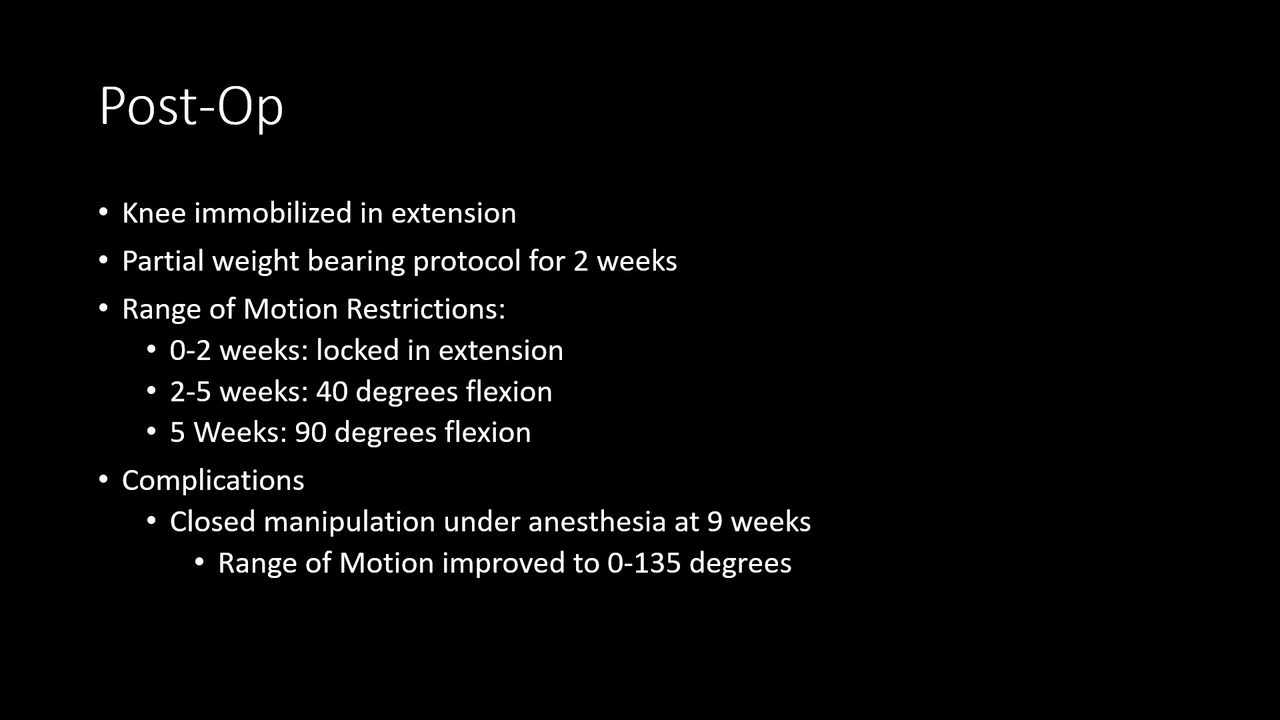 Post-Op
• Knee immobilized in extension
• Partial weight bearing protocol for 2 weeks
• Range of Motion Restrictions:
• 0-2 weeks: locked in extension
• 2-5 weeks: 40 degrees flexion
• 5 Weeks: 90 degrees flexion
• Complications
• Closed manipulation under anesthesia at 9 weeks
• Range of Motion improved to 0-135 degrees